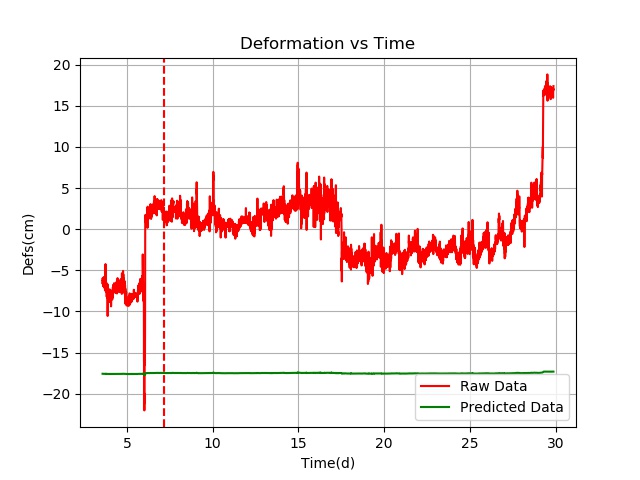 Deformation vs Time
20
15
10
5
0
−5
−10
−15
−20
Defs(cm)
5 10 15 20 25 30
Time(d)
Raw Data
Predicted Data